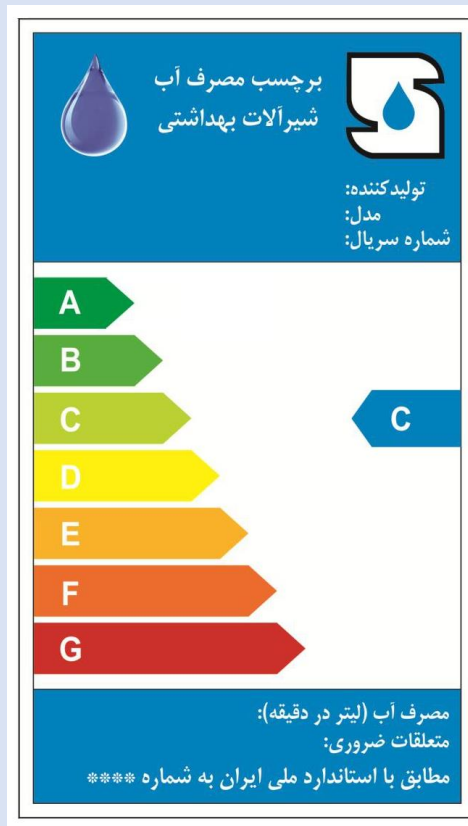 برچسب مصرف آب
شیرآلات بهداشتی
تولیدکننده:
مدل:
شماره سریال:
A
B
C
C
D
E
F
G
مصرف آب (لیتر در دقیقه):
متعلقات ضروری:
مطابق با استاندارد ملی ایران به شماره ****